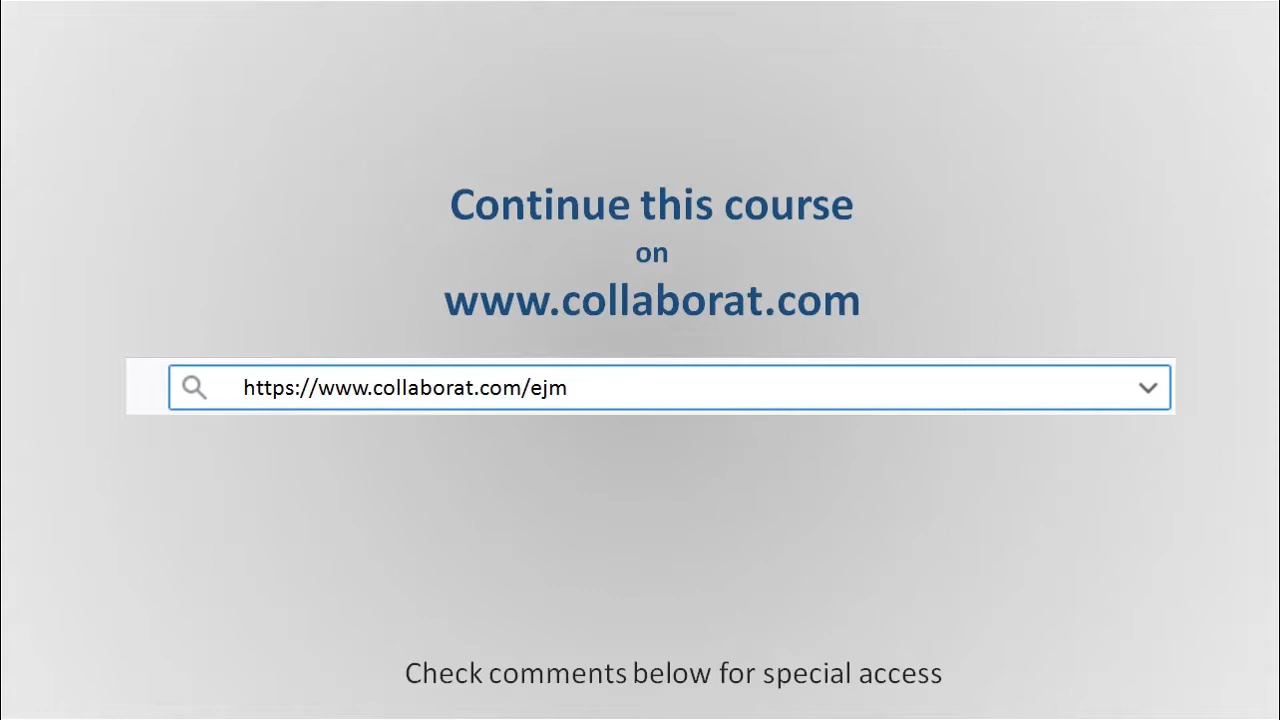 Continue this course
on
www.collaborat.com
https://www.collaborat.com/ejm
Check comments below for special access